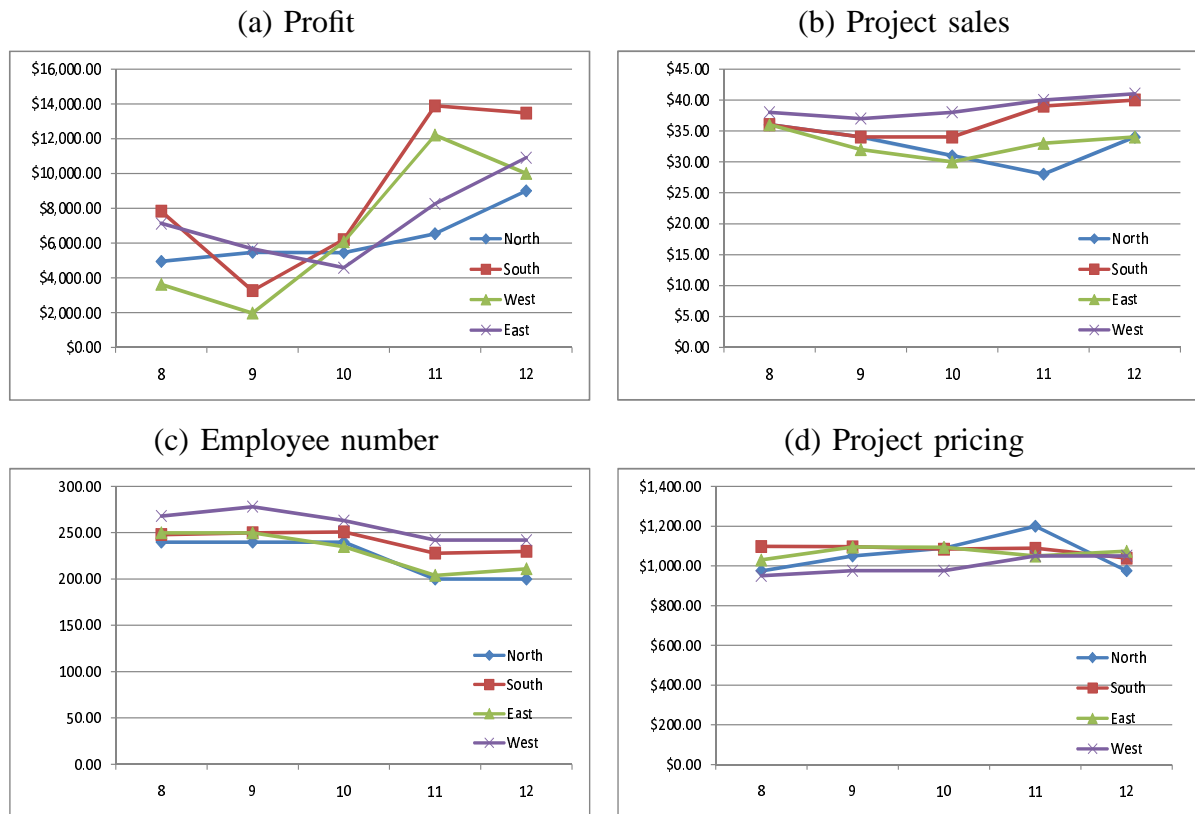 (a) Profit
$16,000.00
$14,000.00
$12,000.00
$10,000.00
$8,000.00
$6,000.00
$4,000.00
$2,000.00
$0.00
8 9 10 11 12
North
South
West
East
(b) Project sales
$45.00
$40.00
$35.00
$30.00
$25.00
$20.00
$15.00
$10.00
$5.00
$0.00
8 9 10 11 12
North
South
East
West
(c) Employee number
300.00
250.00
200.00
150.00
100.00
50.00
0.00
8 9 10 11 12
North
South
East
West
(d) Project pricing
$1,400.00
$1,200.00
$1,000.00
$800.00
$600.00
$400.00
$200.00
$0.00
8 9 10 11 12
North
South
East
West